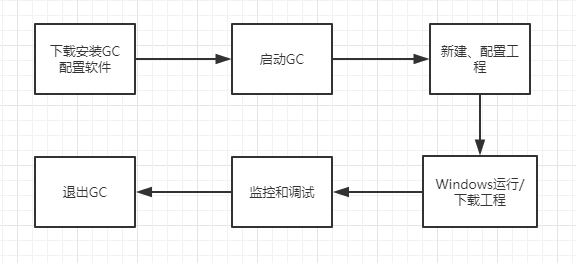 下载安装GC
配置软件
启动GC
新建、配置工
程
Windows运行/
下载工程
监控和调试
退出GC